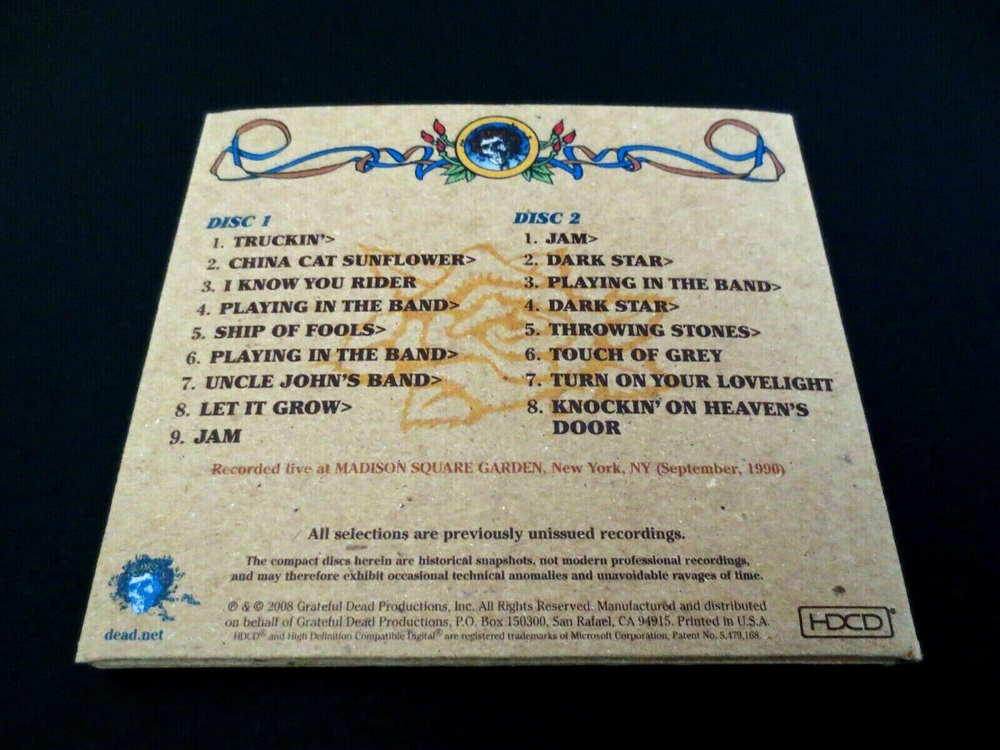 DISC 1
1. TRUCKIN'>
2. CHINA CAT SUNFLOWER>
3. I KNOW YOU RIDER
4. PLAYING IN THE BAND>
5. SHIP OF FOOLS>
6. PLAYING IN THE BAND>
7. UNCLE JOHN'S BAND>
8. LET IT GROW>
9. JAM
DISC 2
1. JAM>
2. DARK STAR>
3. PLAYING IN THE BAND>
4. DARK STAR>
5. THROWING STONES>
6. TOUCH OF GREY
7. TURN ON YOUR LOVELIGHT
8. KNOCKIN' ON HEAVEN'S
DOOR
Recorded live at MADISON SQUARE GARDEN, New York, NY (September, 1990)
All selections are previously unissued recordings.
The compact discs herein are historical snapshots, not modern professional recordings,
and may therefore exhibit occasional technical anomalies and unavoidable ravages of time.
℗ & © 2008 Grateful Dead Productions, Inc. All Rights Reserved. Manufactured and distributed
on behalf of Grateful Dead Productions, P.O. Box 150300, San Rafael, CA 94915. Printed in U.S.A.
HDCD® and High Definition Compatible Digital® are registered trademarks of Microsoft Corporation, Patent No. 5,479,168.
dead.net
HDCD®